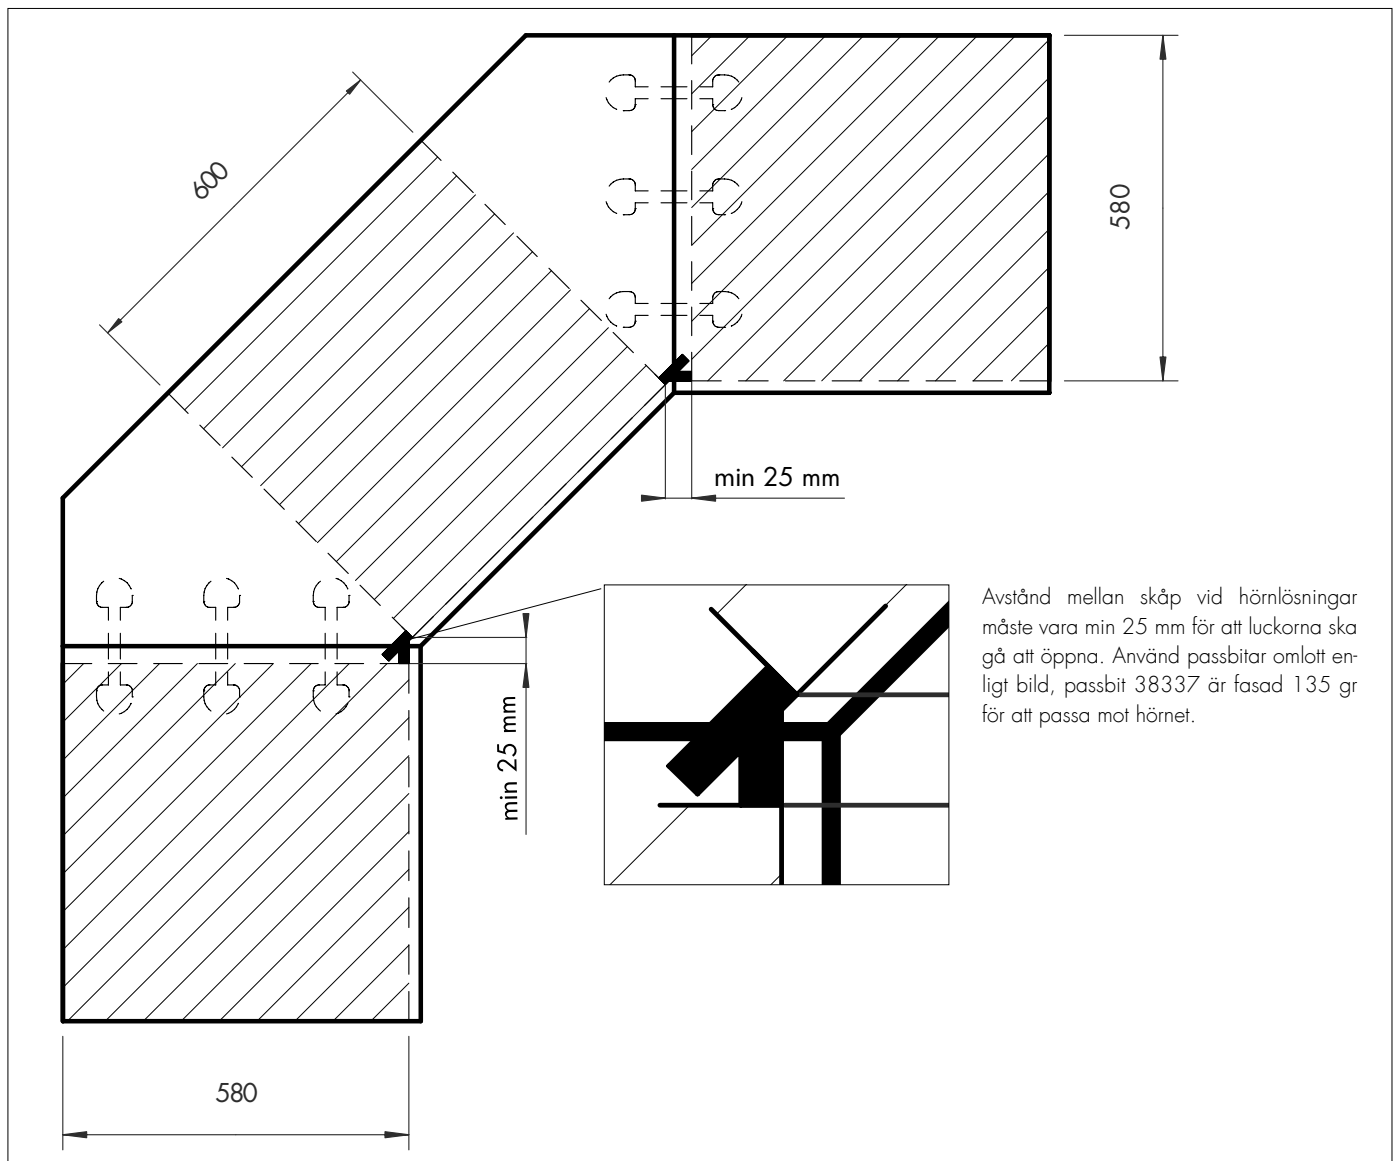 600
580
min 25 mm
min 25 mm
Avstånd mellan skåp vid hörnlösningar
måste vara min 25 mm för att luckorna ska
gå att öppna. Använd passbitar omlott en-
ligt bild, passbit 38337 är fasad 135 gr
för att passa mot hörnet.
580